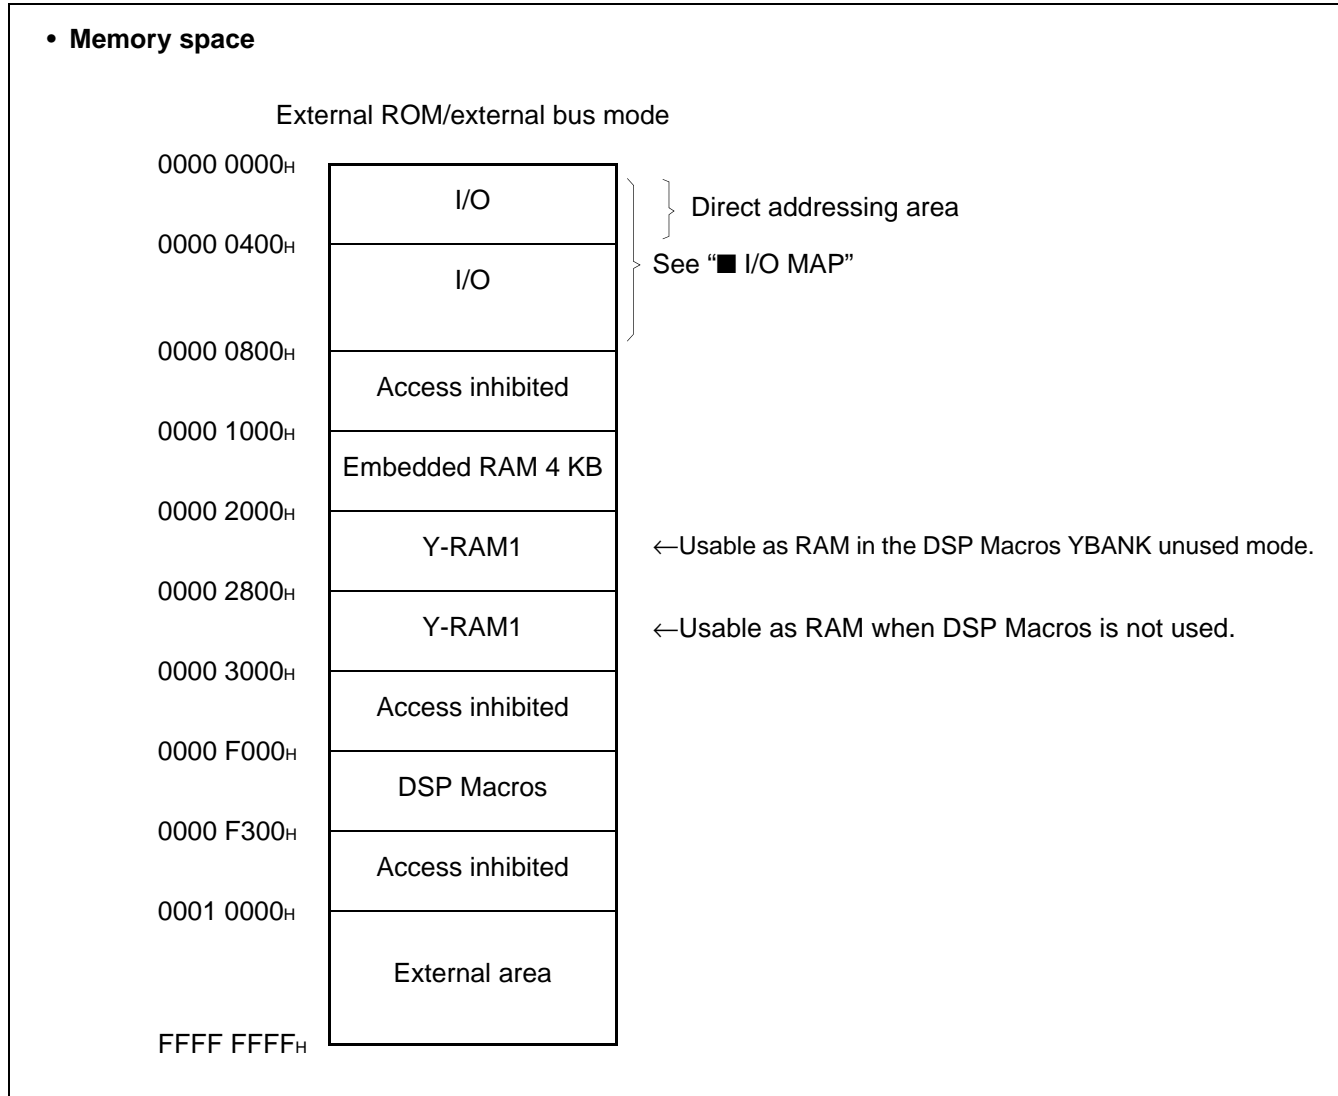 • Memory space
External ROM/external bus mode
0000 0000H
I/O
Direct addressing area
0000 0400H
See “■ I/O MAP”
I/O
0000 0800H
Access inhibited
0000 1000H
Embedded RAM 4 KB
0000 2000H
Y-RAM1 ←Usable as RAM in the DSP Macros YBANK unused mode.
0000 2800H
Y-RAM1 ←Usable as RAM when DSP Macros is not used.
0000 3000H
Access inhibited
0000 F000H
DSP Macros
0000 F300H
Access inhibited
0001 0000H
External area
FFFF FFFFH